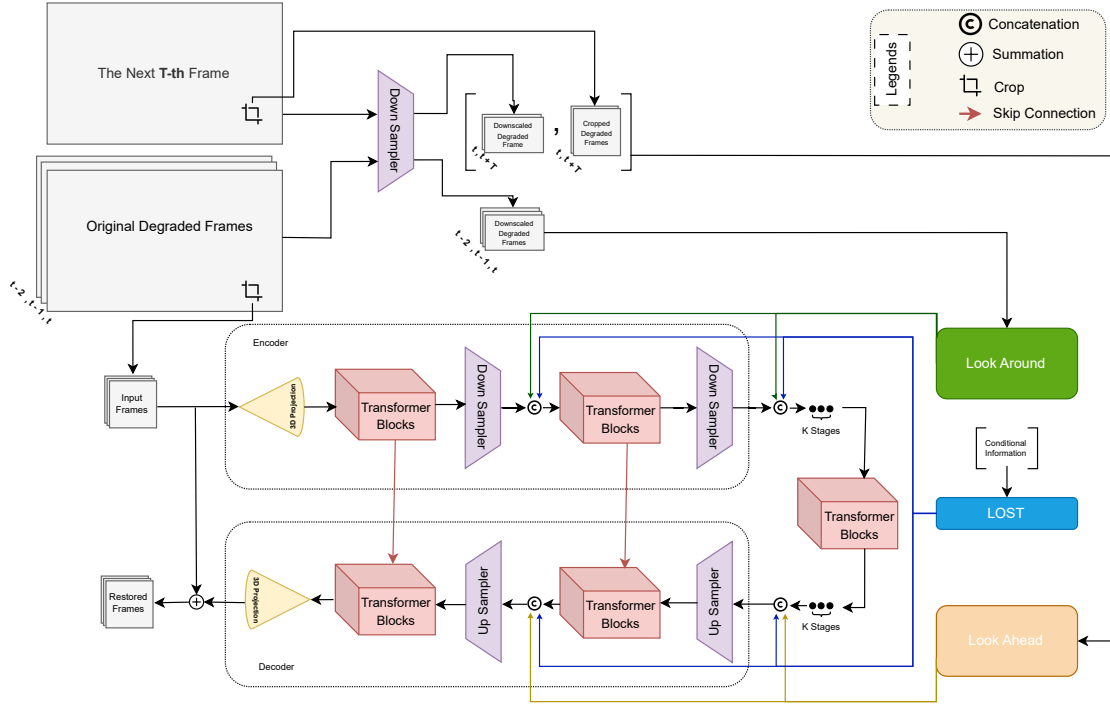 The Next T-th Frame
Down Sampler
Downscaled
Degraded
Frame
t, t+T
,
Cropped
Degraded
Frames
t, t+T
Legends
C
Concatenation
Summation
Crop
Skip Connection
Original Degraded Frames
t-2, t-1, t
Downscaled
Degraded
Frames
t-2, t-1, t
Encoder
Input
Frames
3D Projection
Transformer
Blocks
Down Sampler
C
Transformer
Blocks
Down Sampler
C
K Stages
Look Around
Conditional
Information
Transformer
Blocks
LOST
Restored
Frames
3D Projection
Transformer
Blocks
Up Sampler
C
Transformer
Blocks
Up Sampler
C
K Stages
Look Ahead
Decoder